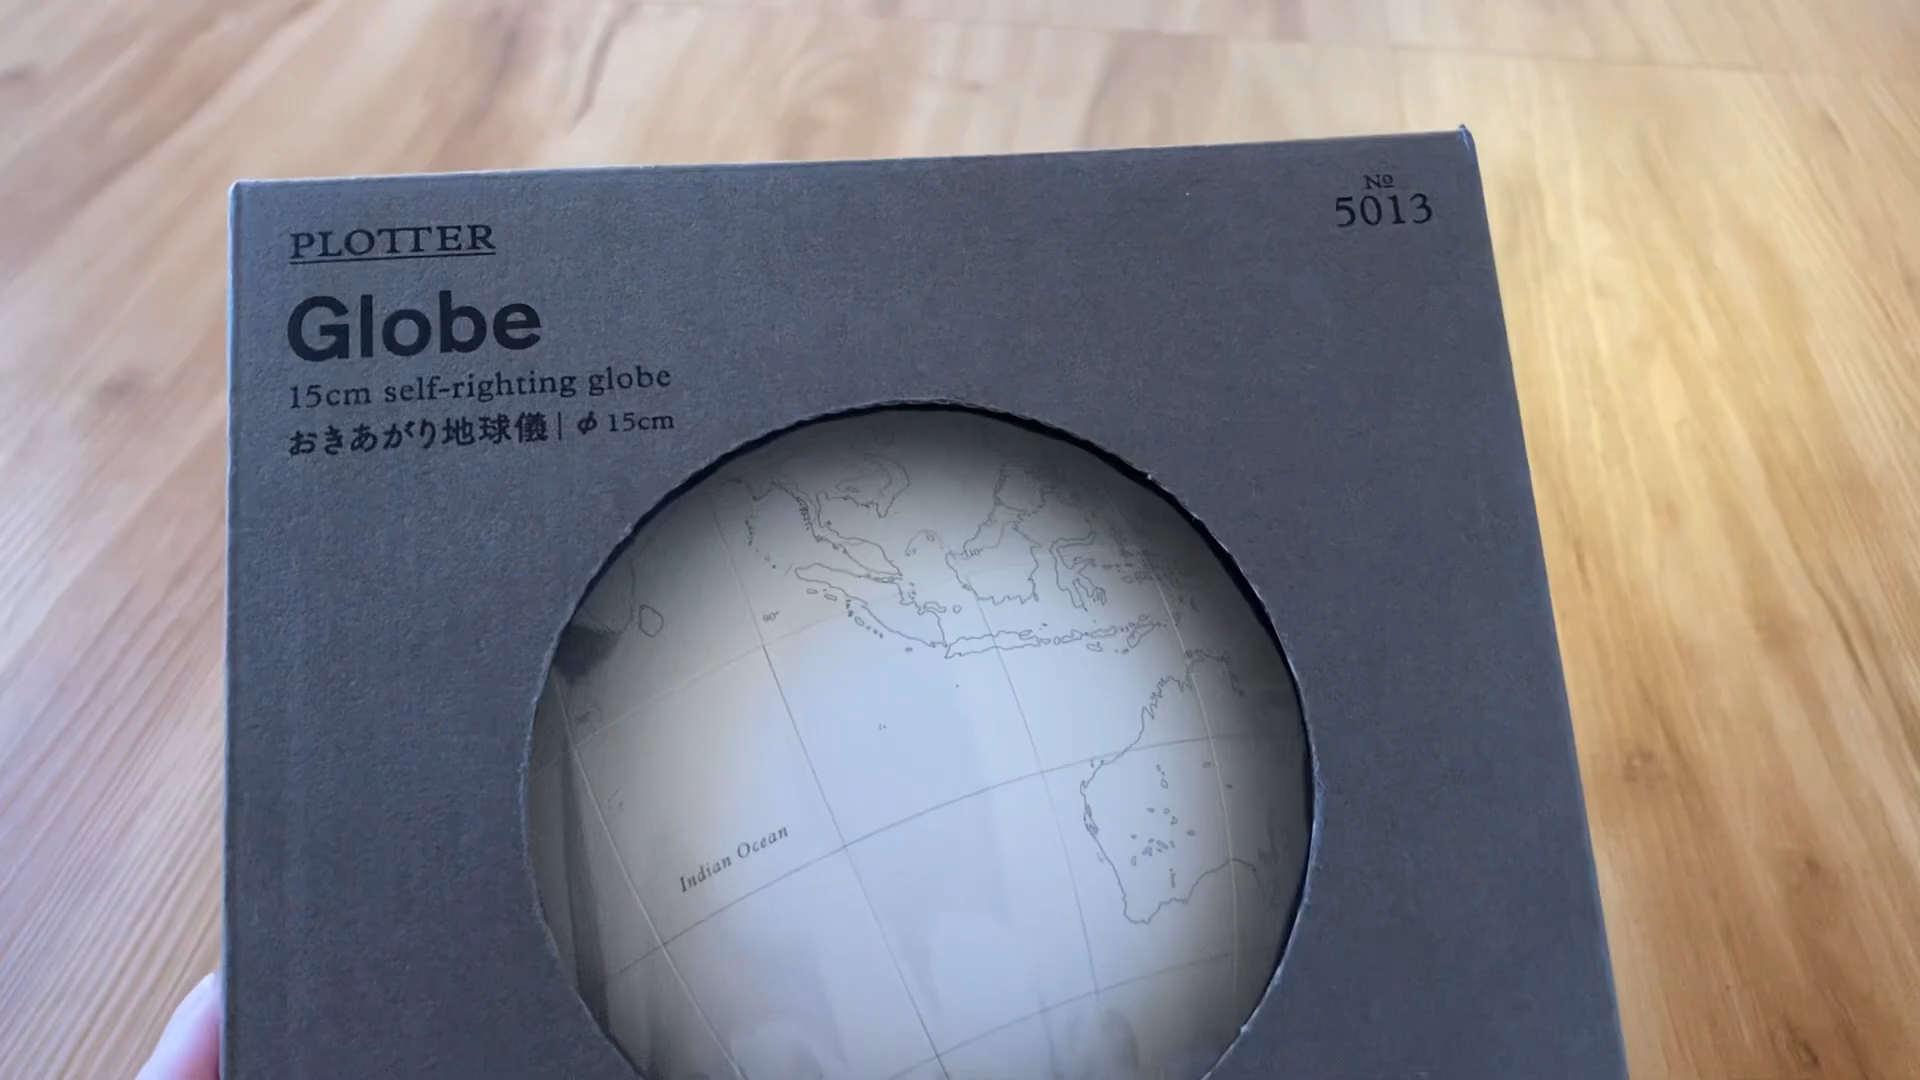 PLOTTER
Nº
5013
Globe
15cm self-righting globe
おきあがり地球儀 | φ 15cm
90°
Indian Ocean